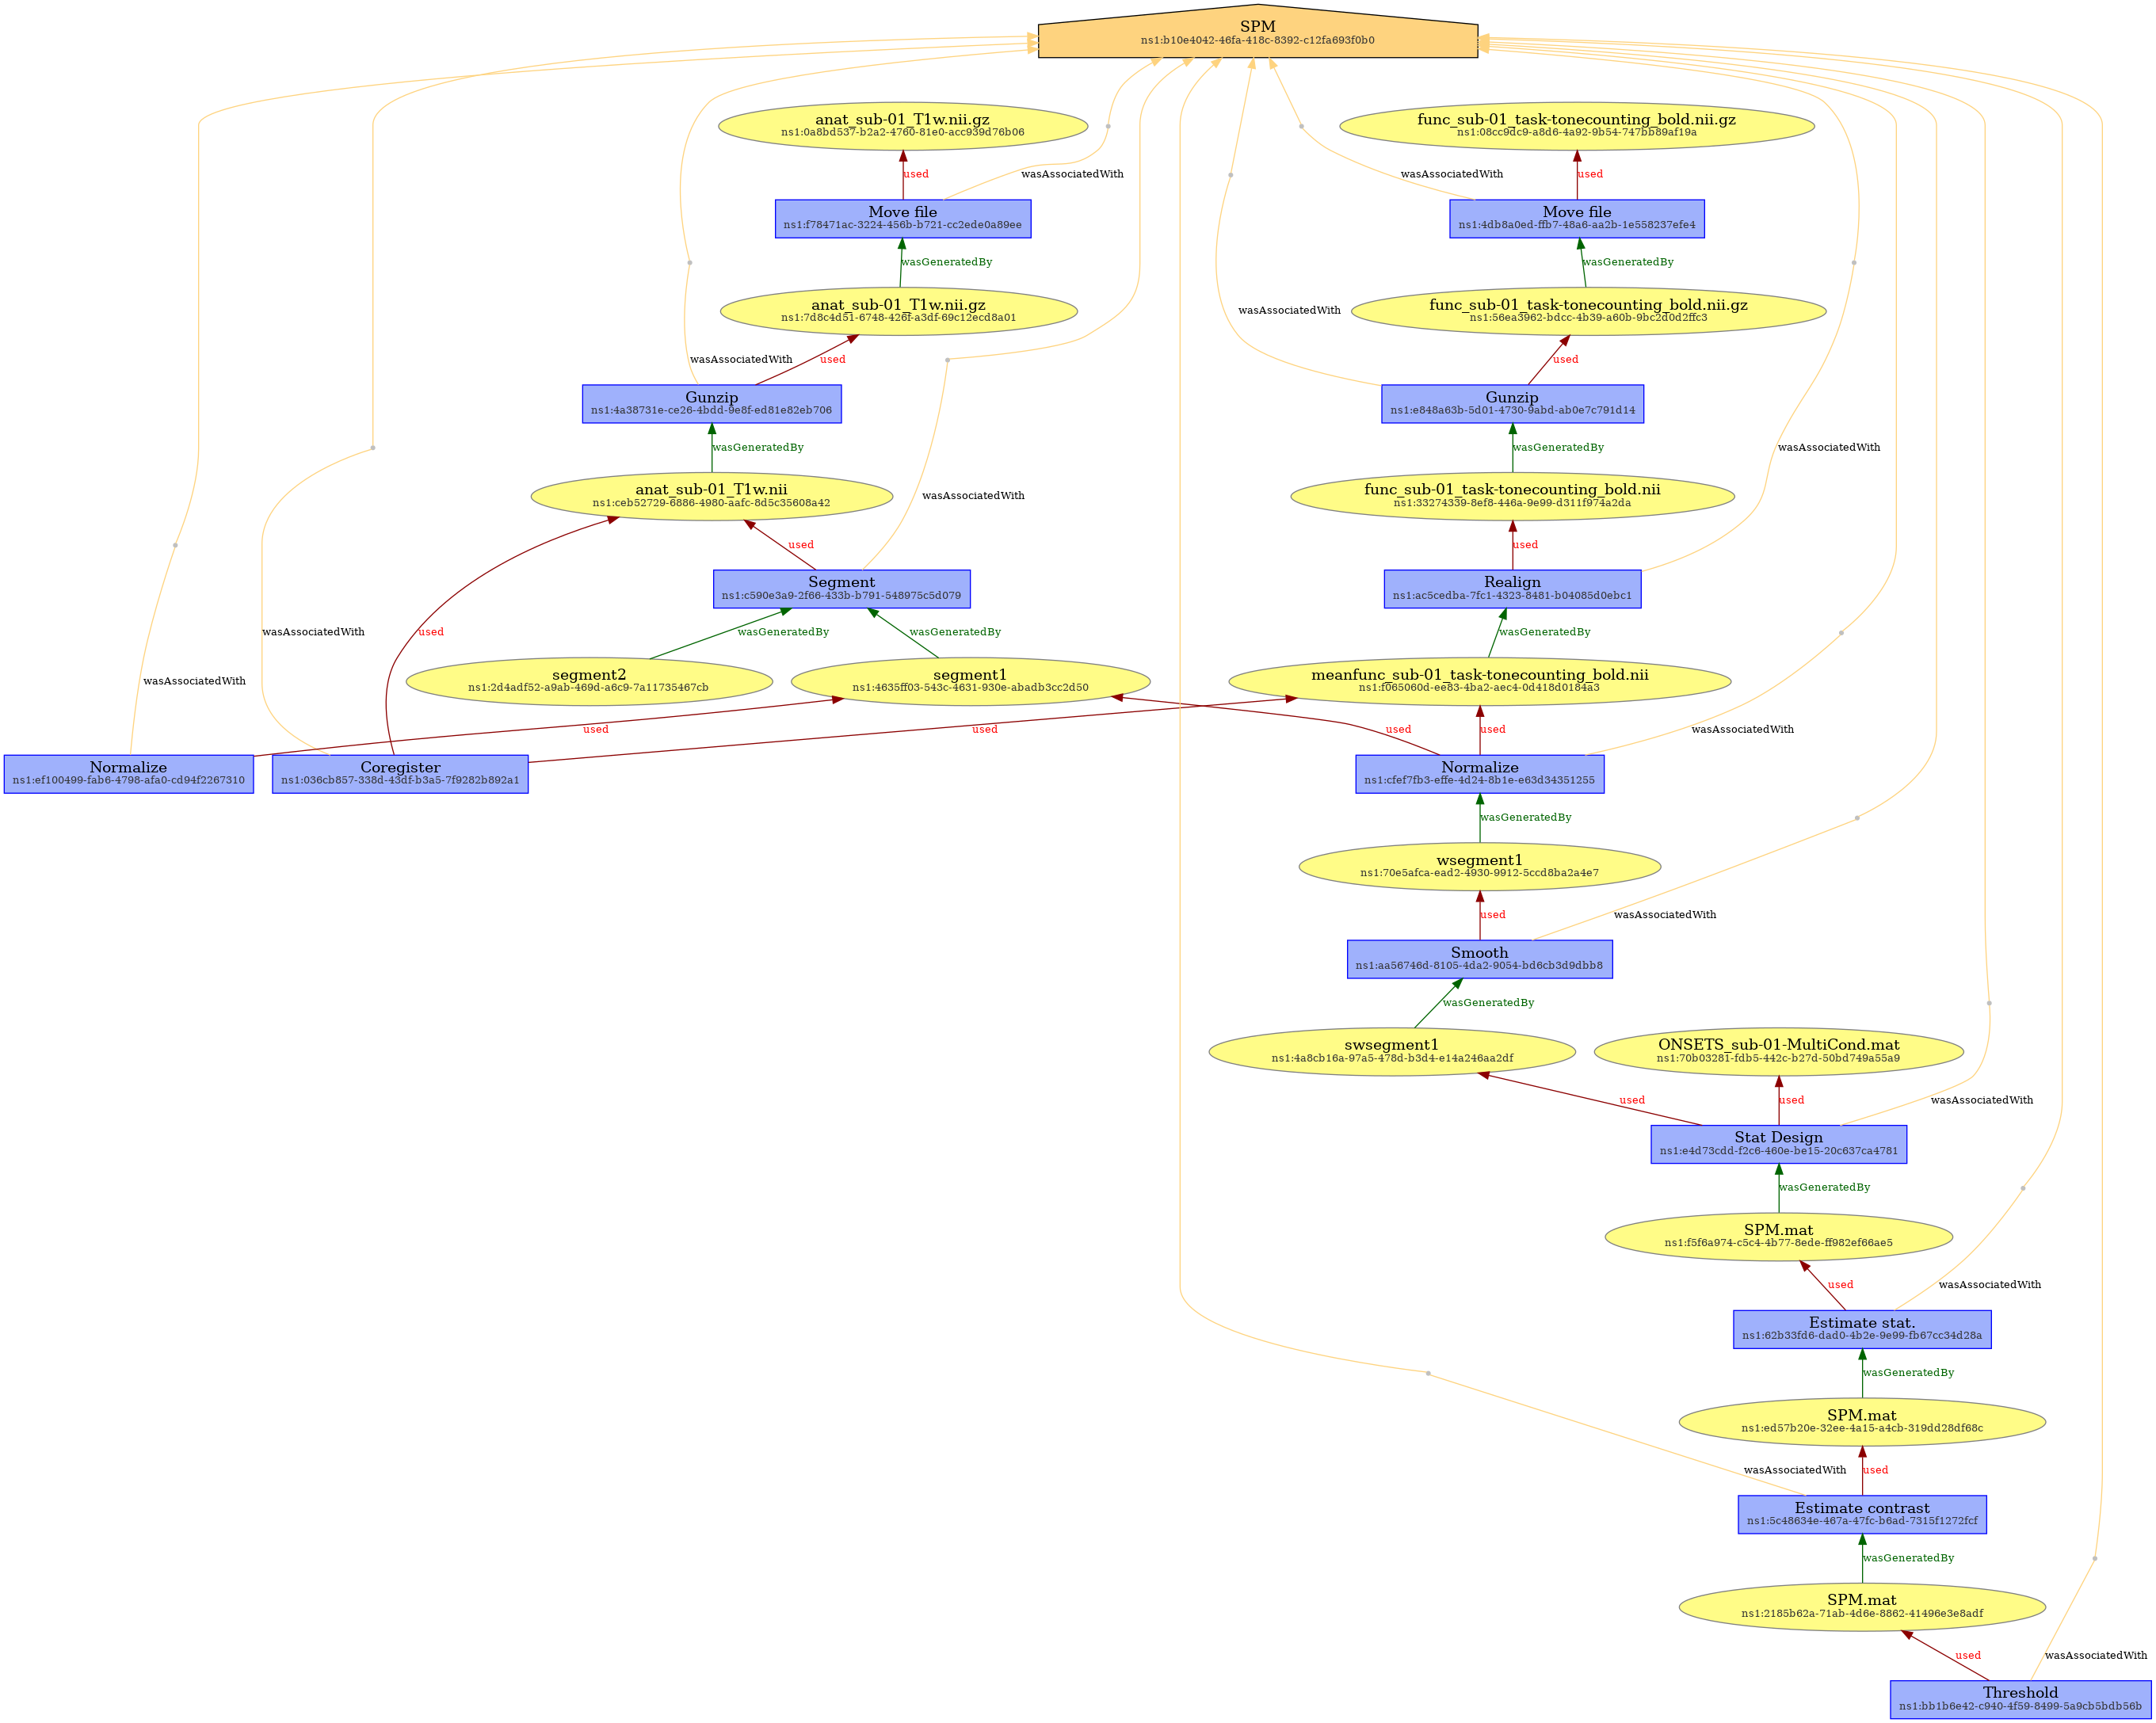 SPM
ns1:b10e4042-46fa-418c-8392-c12fa693f0b0
anat_sub-01_T1w.nii.gz
ns1:0a8bd537-b2a2-4760-81e0-acc939d76b06
func_sub-01_task-tonecounting_bold.nii.gz
ns1:08cc9dc9-a8d6-4a92-9b54-747bb89af19a
used
wasAssociatedWith
wasAssociatedWith
used
Move file
ns1:f78471ac-3224-456b-b721-cc2ede0a89ee
Move file
ns1:4db8a0ed-ffb7-48a6-aa2b-1e558237efe4
wasGeneratedBy
wasGeneratedBy
anat_sub-01_T1w.nii.gz
ns1:7d8c4d51-6748-426f-a3df-69c12ecd8a01
wasAssociatedWith
func_sub-01_task-tonecounting_bold.nii.gz
ns1:56ea3962-bdcc-4b39-a60b-9bc2d0d2ffc3
wasAssociatedWith
used
used
Gunzip
ns1:4a38731e-ce26-4bdd-9e8f-ed81e82eb706
Gunzip
ns1:e848a63b-5d01-4730-9abd-ab0e7c791d14
wasGeneratedBy
wasGeneratedBy
wasAssociatedWith
anat_sub-01_T1w.nii
ns1:ceb52729-6886-4980-aafc-8d5c35608a42
wasAssociatedWith
func_sub-01_task-tonecounting_bold.nii
ns1:33274339-8ef8-446a-9e99-d311f974a2da
used
used
Segment
ns1:c590e3a9-2f66-433b-b791-548975c5d079
Realign
ns1:ac5cedba-7fc1-4323-8481-b04085d0ebc1
wasAssociatedWith
used
wasGeneratedBy
wasGeneratedBy
wasGeneratedBy
wasAssociatedWith
segment2
ns1:2d4adf52-a9ab-469d-a6c9-7a11735467cb
segment1
ns1:4635ff03-543c-4631-930e-abadb3cc2d50
meanfunc_sub-01_task-tonecounting_bold.nii
ns1:f065060d-ee83-4ba2-aec4-0d418d0184a3
used
used
used
used
wasAssociatedWith
Normalize
ns1:ef100499-fab6-4798-afa0-cd94f2267310
Coregister
ns1:036cb857-338d-43df-b3a5-7f9282b892a1
Normalize
ns1:cfef7fb3-effe-4d24-8b1e-e63d34351255
wasGeneratedBy
wsegment1
ns1:70e5afca-ead2-4930-9912-5ccd8ba2a4e7
used
wasAssociatedWith
Smooth
ns1:aa56746d-8105-4da2-9054-bd6cb3d9dbb8
wasGeneratedBy
swsegment1
ns1:4a8cb16a-97a5-478d-b3d4-e14a246aa2df
ONSETS_sub-01-MultiCond.mat
ns1:70b03281-fdb5-442c-b27d-50bd749a55a9
used
used
wasAssociatedWith
Stat Design
ns1:e4d73cdd-f2c6-460e-be15-20c637ca4781
wasGeneratedBy
SPM.mat
ns1:f5f6a974-c5c4-4b77-8ede-ff982ef66ae5
used
wasAssociatedWith
Estimate stat.
ns1:62b33fd6-dad0-4b2e-9e99-fb67cc34d28a
wasGeneratedBy
SPM.mat
ns1:ed57b20e-32ee-4a15-a4cb-319dd28df68c
wasAssociatedWith
used
Estimate contrast
ns1:5c48634e-467a-47fc-b6ad-7315f1272fcf
wasGeneratedBy
SPM.mat
ns1:2185b62a-71ab-4d6e-8862-41496e3e8adf
used
wasAssociatedWith
Threshold
ns1:bb1b6e42-c940-4f59-8499-5a9cb5bdb56b